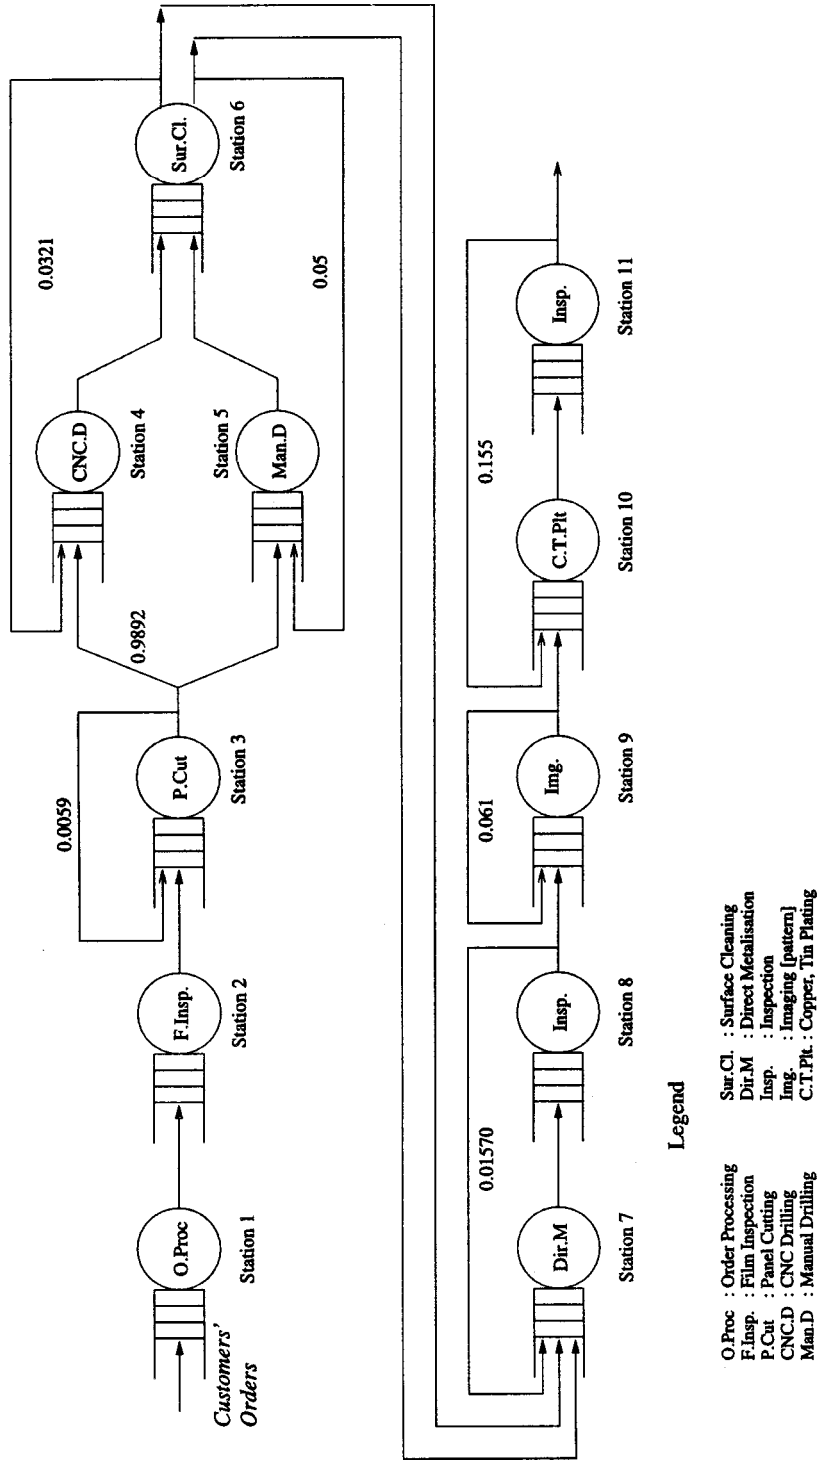 Customers'
Orders
O.Proc
Station 1
F.Insp.
Station 2
0.0059
P.Cut
Station 3
0.9892
CNC.D
Station 4
Man.D
Station 5
0.0321
0.05
Sur.Cl.
Station 6
0.01570
Dir.M
Station 7
Insp.
Station 8
0.061
Img.
Station 9
0.155
C.T.Plt
Station 10
Insp.
Station 11
Legend
O.Proc : Order Processing
F.Insp. : Film Inspection
P.Cut : Panel Cutting
CNC.D : CNC Drilling
Man.D : Manual Drilling
Sur.Cl. : Surface Cleaning
Dir.M : Direct Metalisation
Insp. : Inspection
Img. : Imaging [pattern]
C.T.Plt. : Copper, Tin Plating